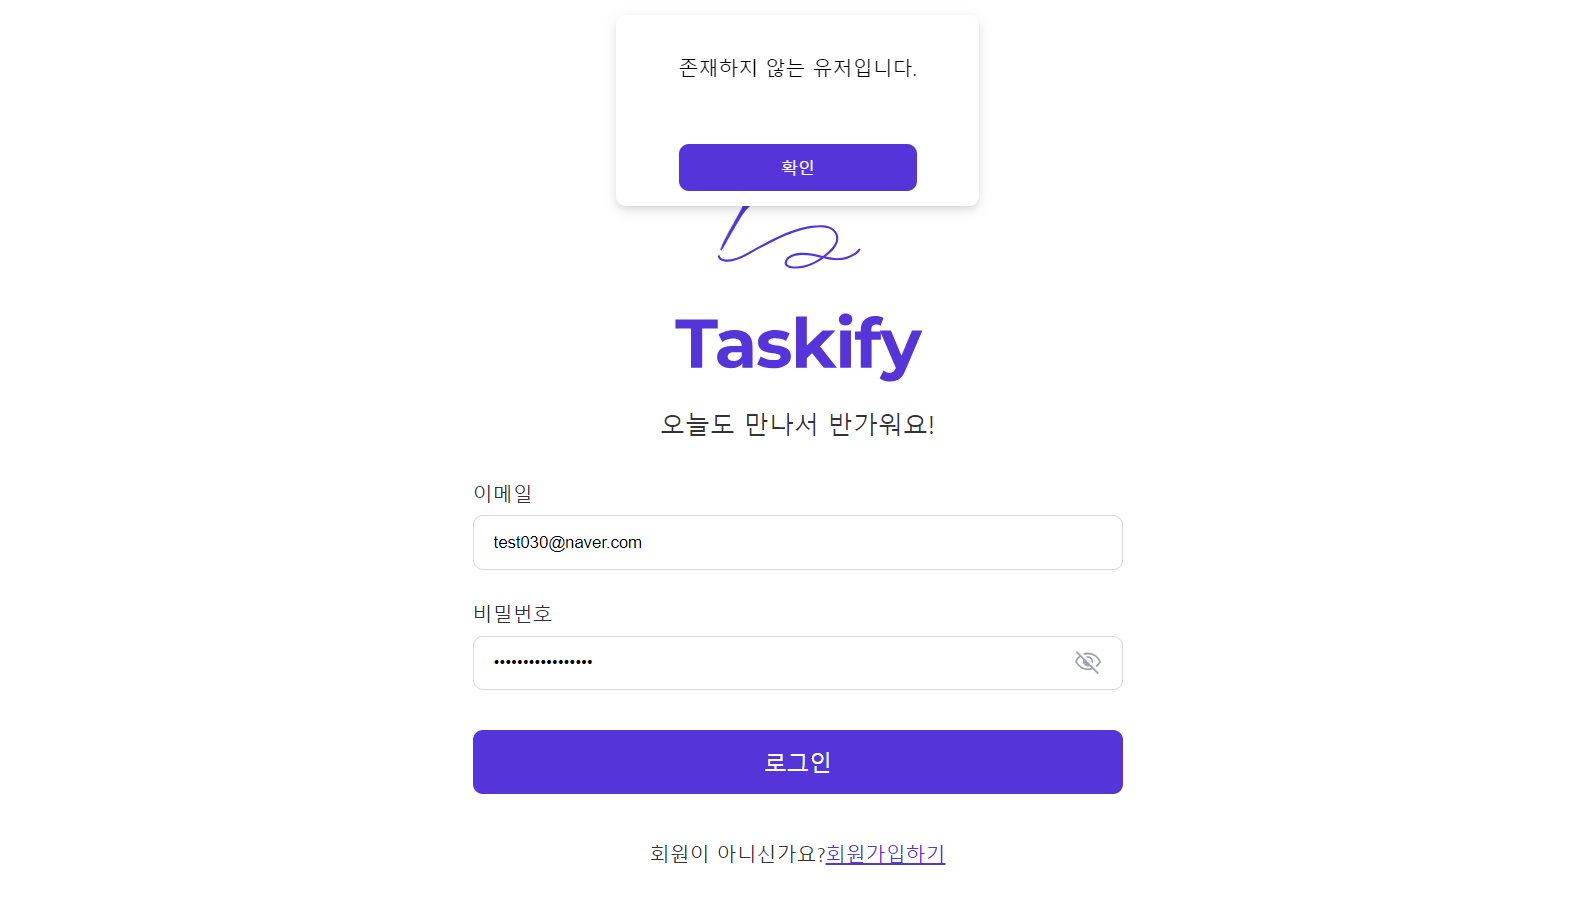 존재하지 않는 유저입니다.
확인
Taskify
오늘도 만나서 반가워요!
이메일
test030@naver.com
비밀번호
•••••••••••••••••
로그인
회원이 아니신가요?회원가입하기